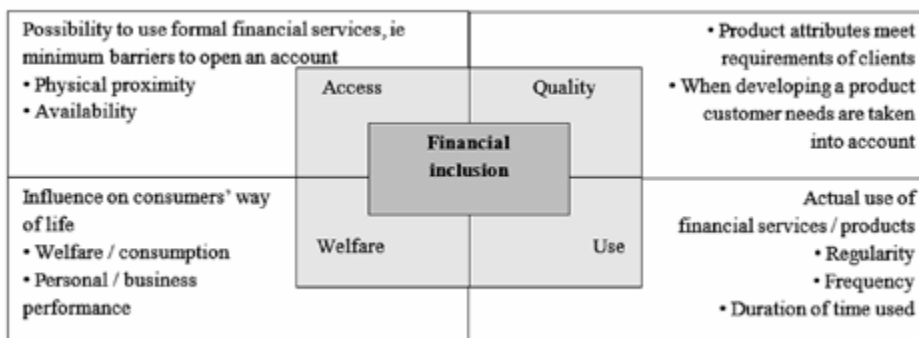 Possibility to use formal financial services, ie
minimum barriers to open an account
• Physical proximity
• Availability
Access
Quality
• Product attributes meet
requirements of clients
• When developing a product
customer needs are taken
into account
Financial
inclusion
Influence on consumers' way
of life
• Welfare / consumption
• Personal / business
performance
Welfare
Use
Actual use of
financial services / products
• Regularity
• Frequency
• Duration of time used